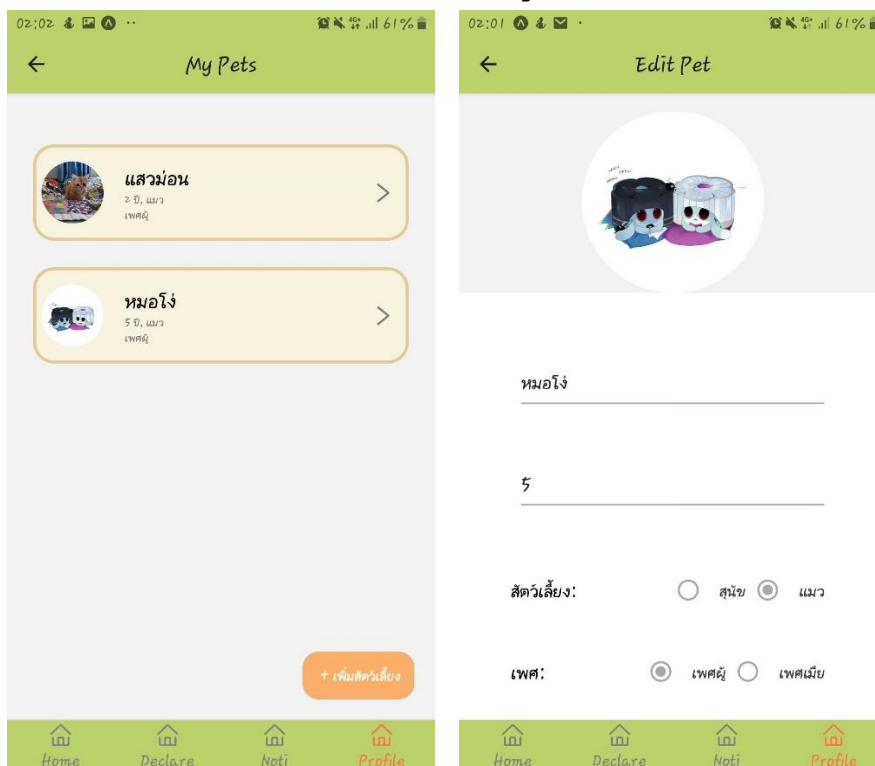 02:02 61%
My Pets
แสวม่อน
2 ปี, แมว
เพศผู้
หมอโง่
5 ปี, แมว
เพศผู้
+ เพิ่มสัตว์เลี้ยง
Home Declare Noti Profile
02:01 61%
Edit Pet
หมอโง่
5
สัตว์เลี้ยง: สุนัข แมว
เพศ: เพศผู้ เพศเมีย
Home Declare Noti Profile